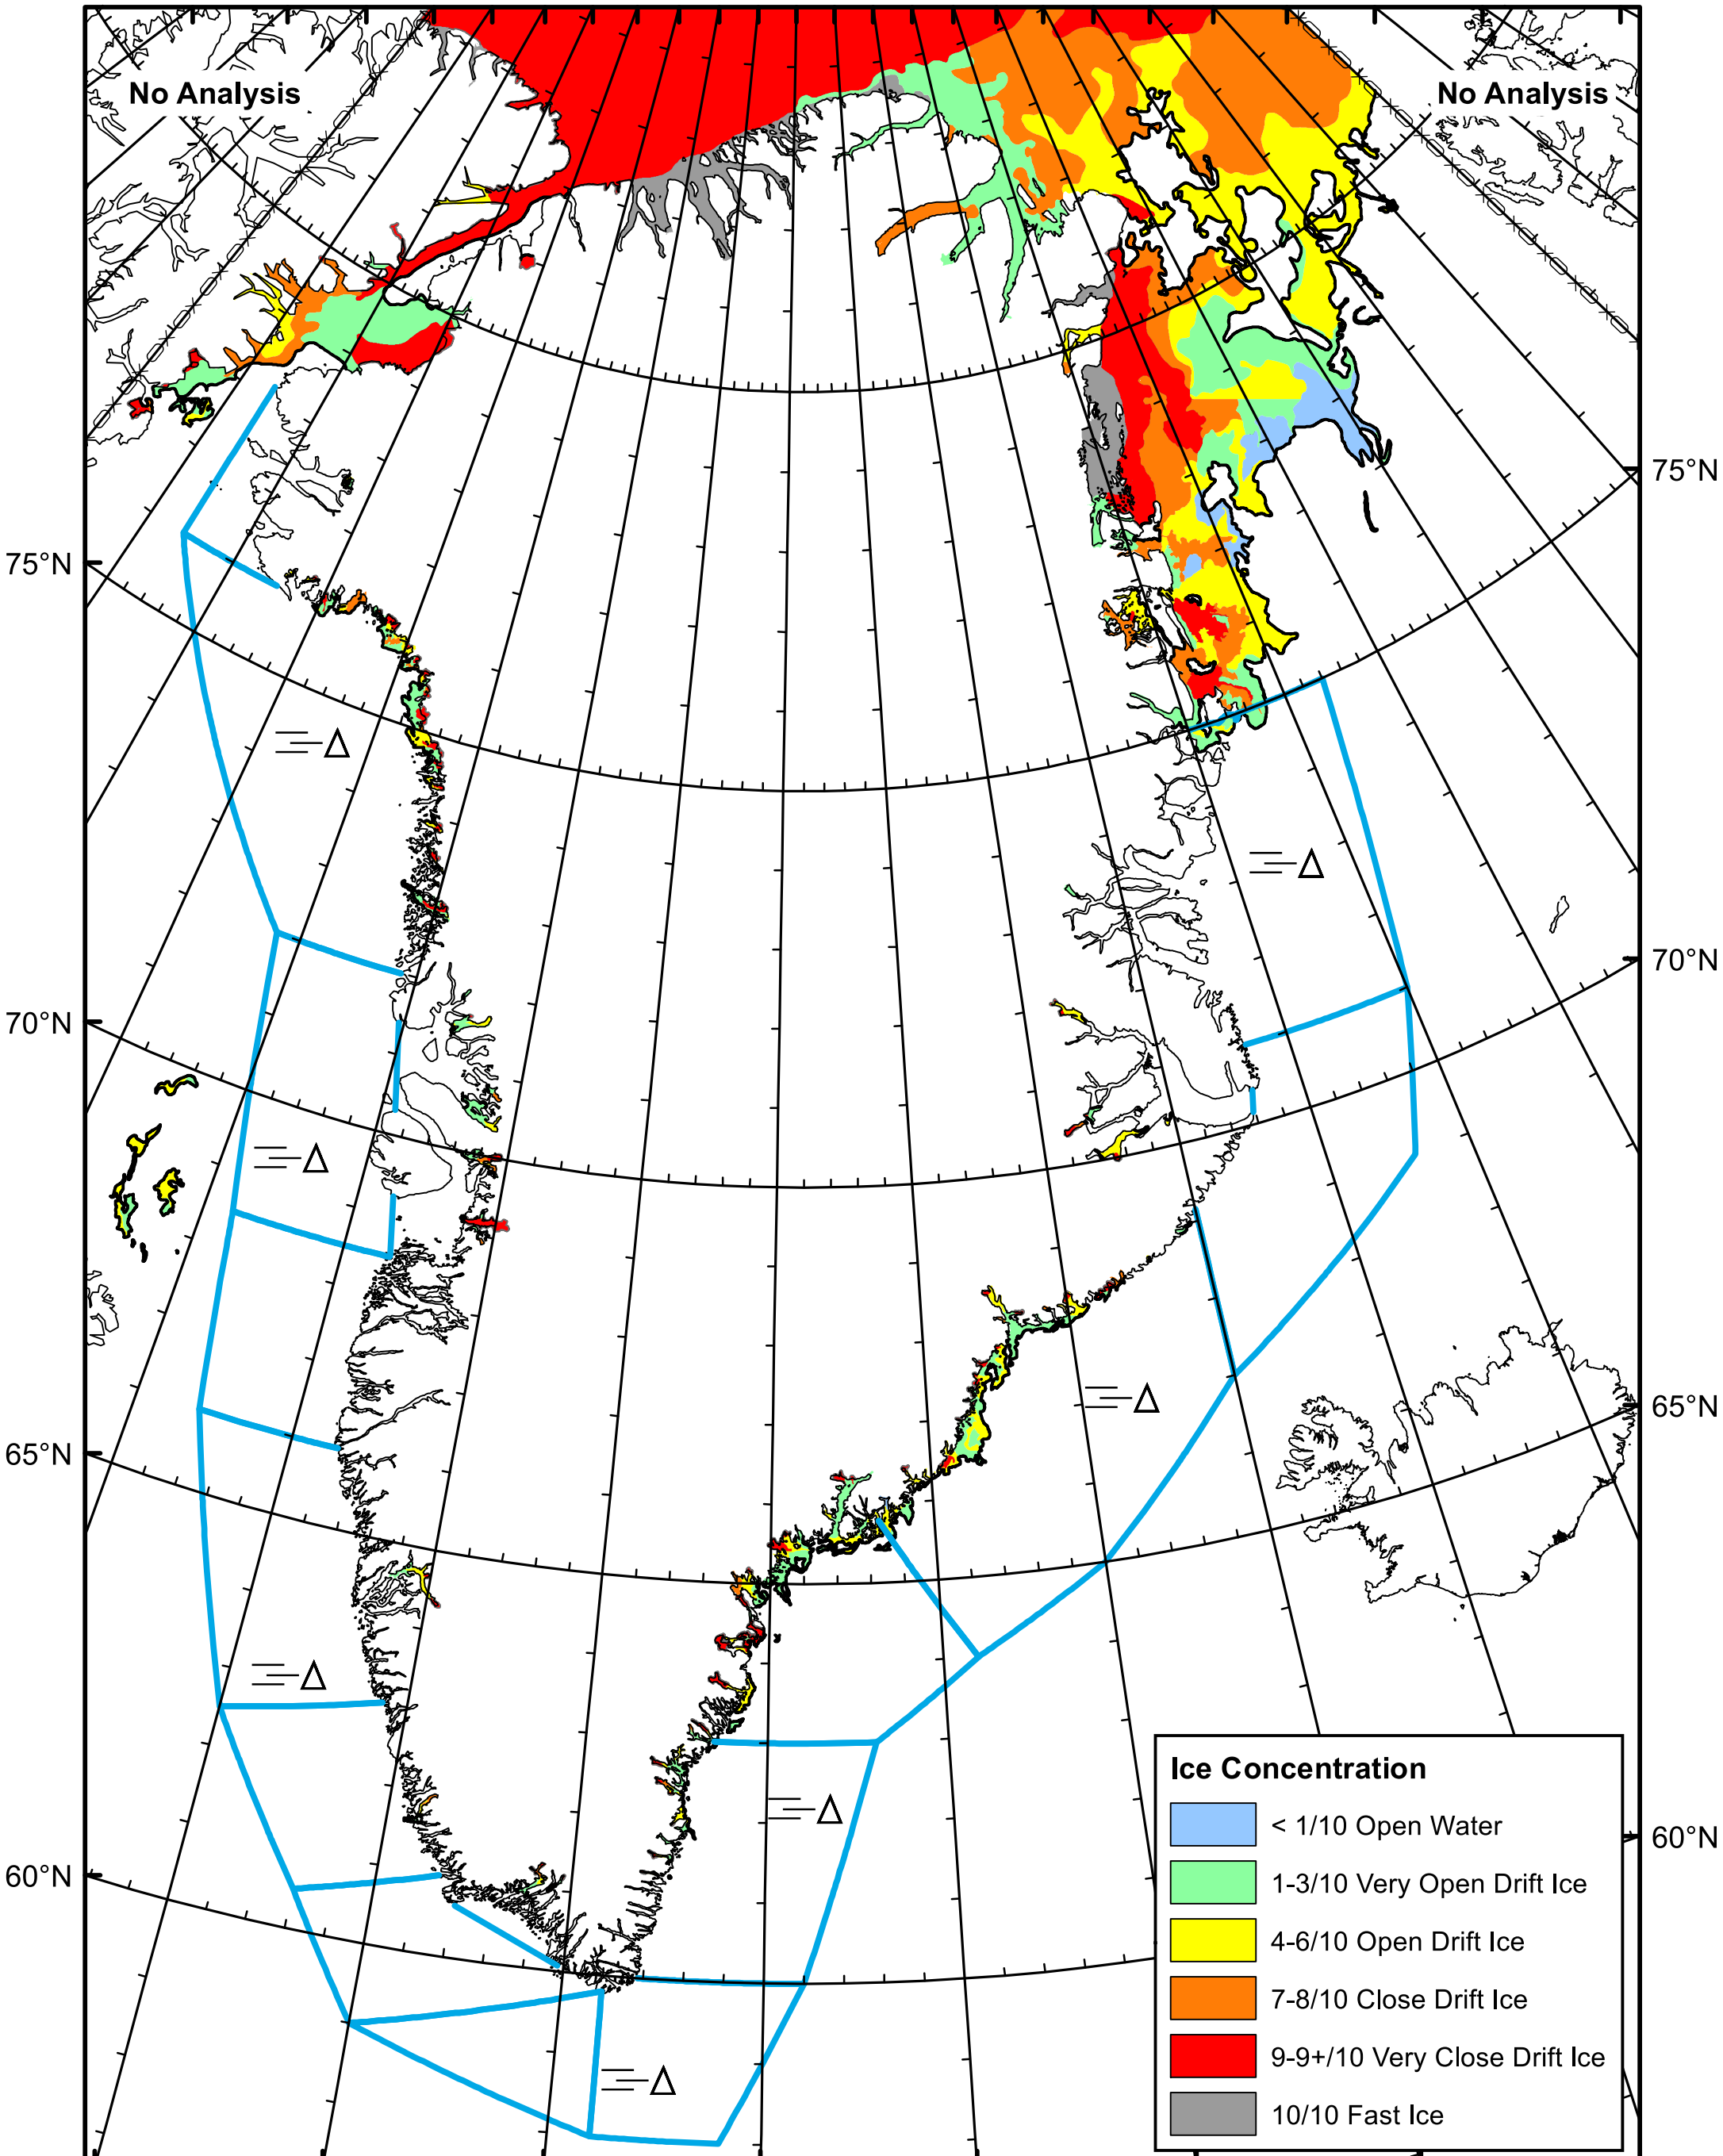 No Analysis
No Analysis
75°N
75°N
70°N
70°N
65°N
65°N
60°N
60°N
Ice Concentration
< 1/10 Open Water
1-3/10 Very Open Drift Ice
4-6/10 Open Drift Ice
7-8/10 Close Drift Ice
9-9+/10 Very Close Drift Ice
10/10 Fast Ice